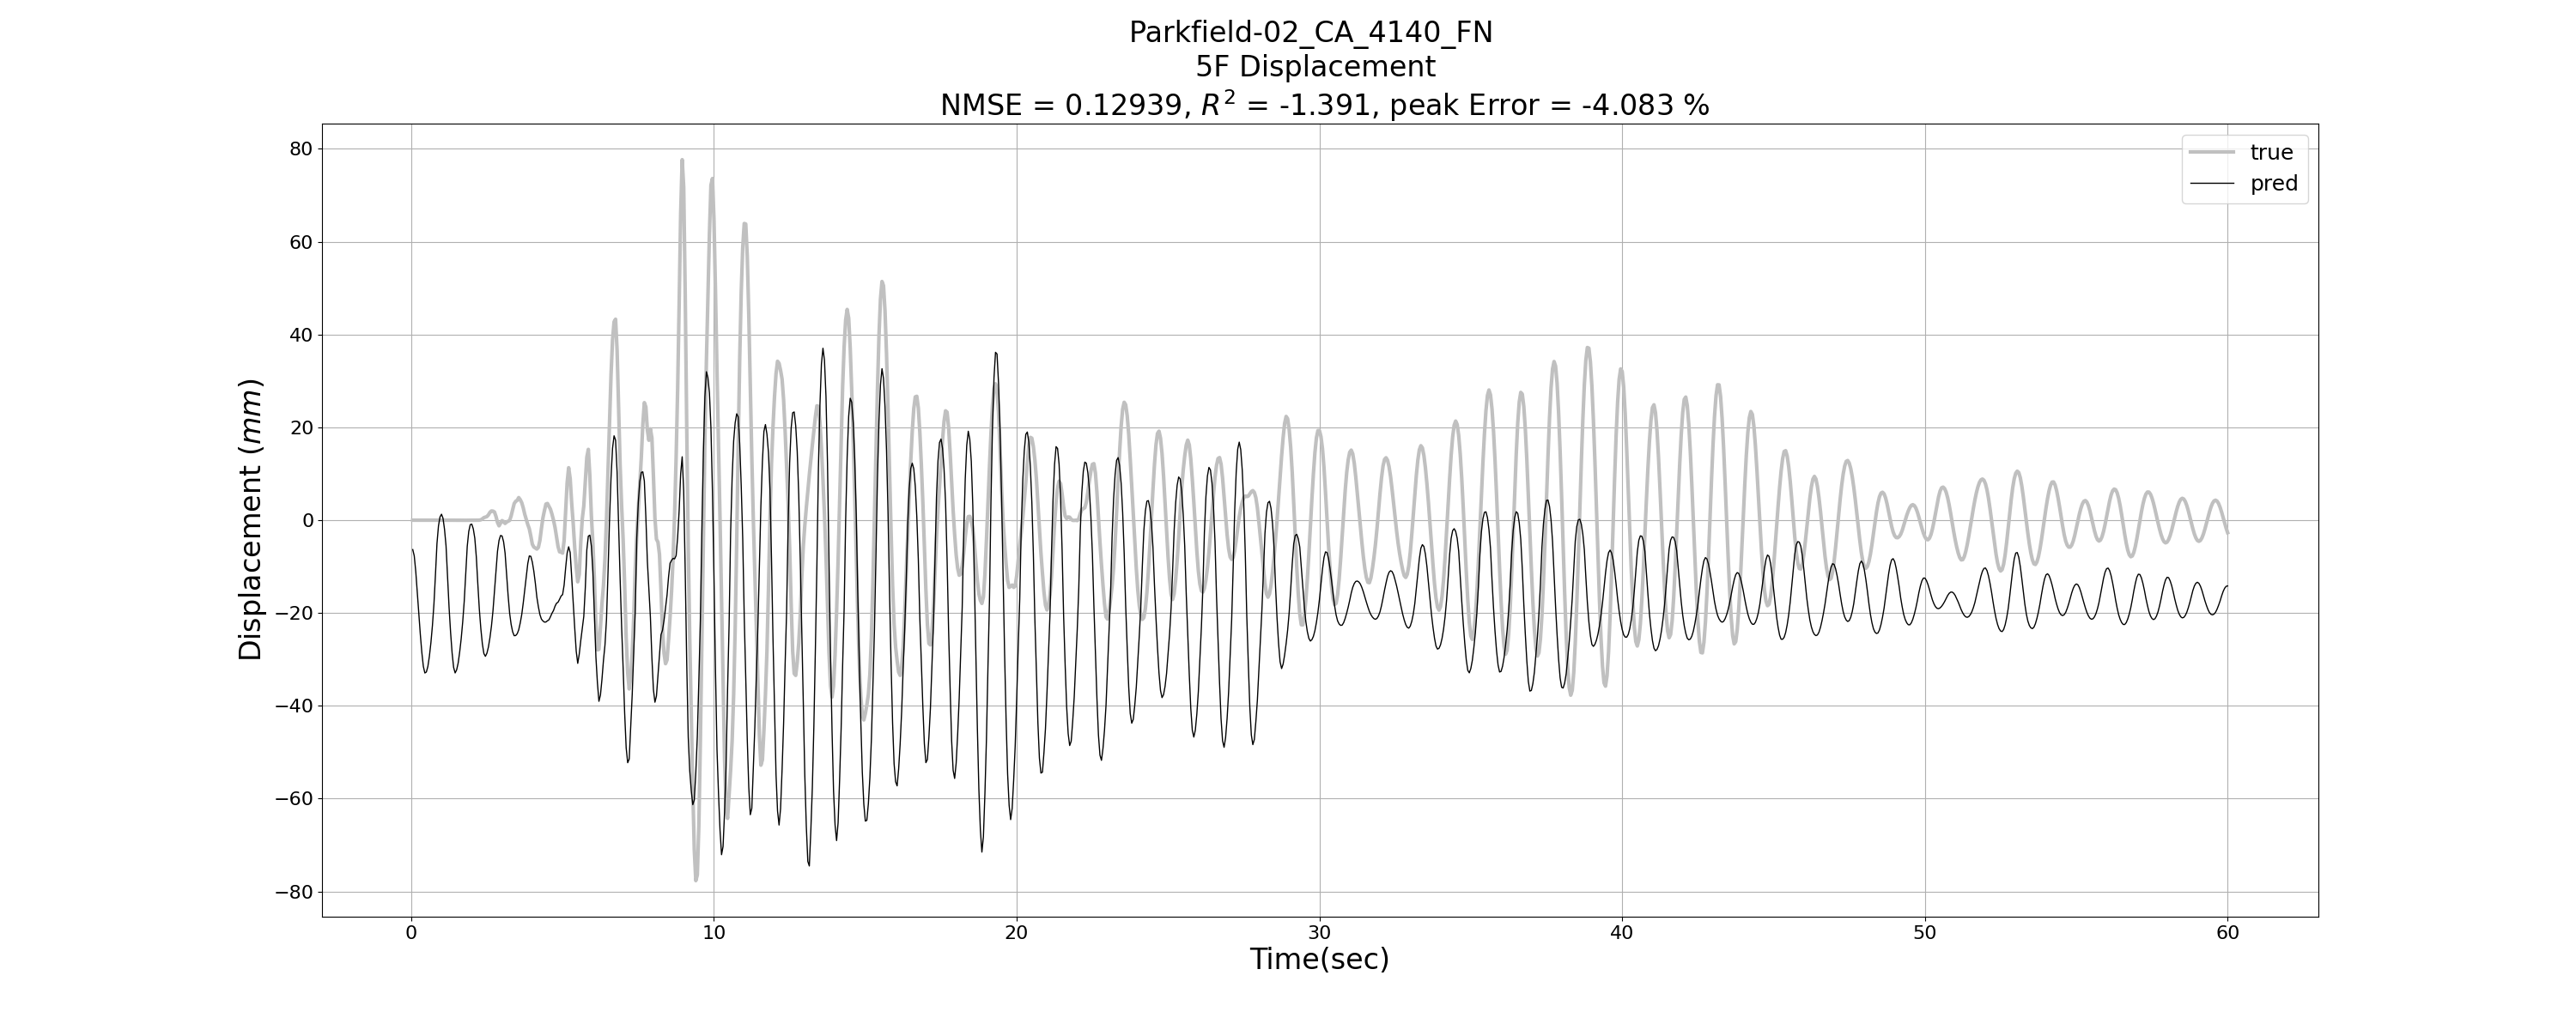 Parkfield-02_CA_4140_FN
5F Displacement
NMSE = 0.12939, R² = -1.391, peak Error = -4.083 %
true
pred
80
60
40
20
0
−20
−40
−60
−80
Displacement (mm)
0 10 20 30 40 50 60
Time(sec)